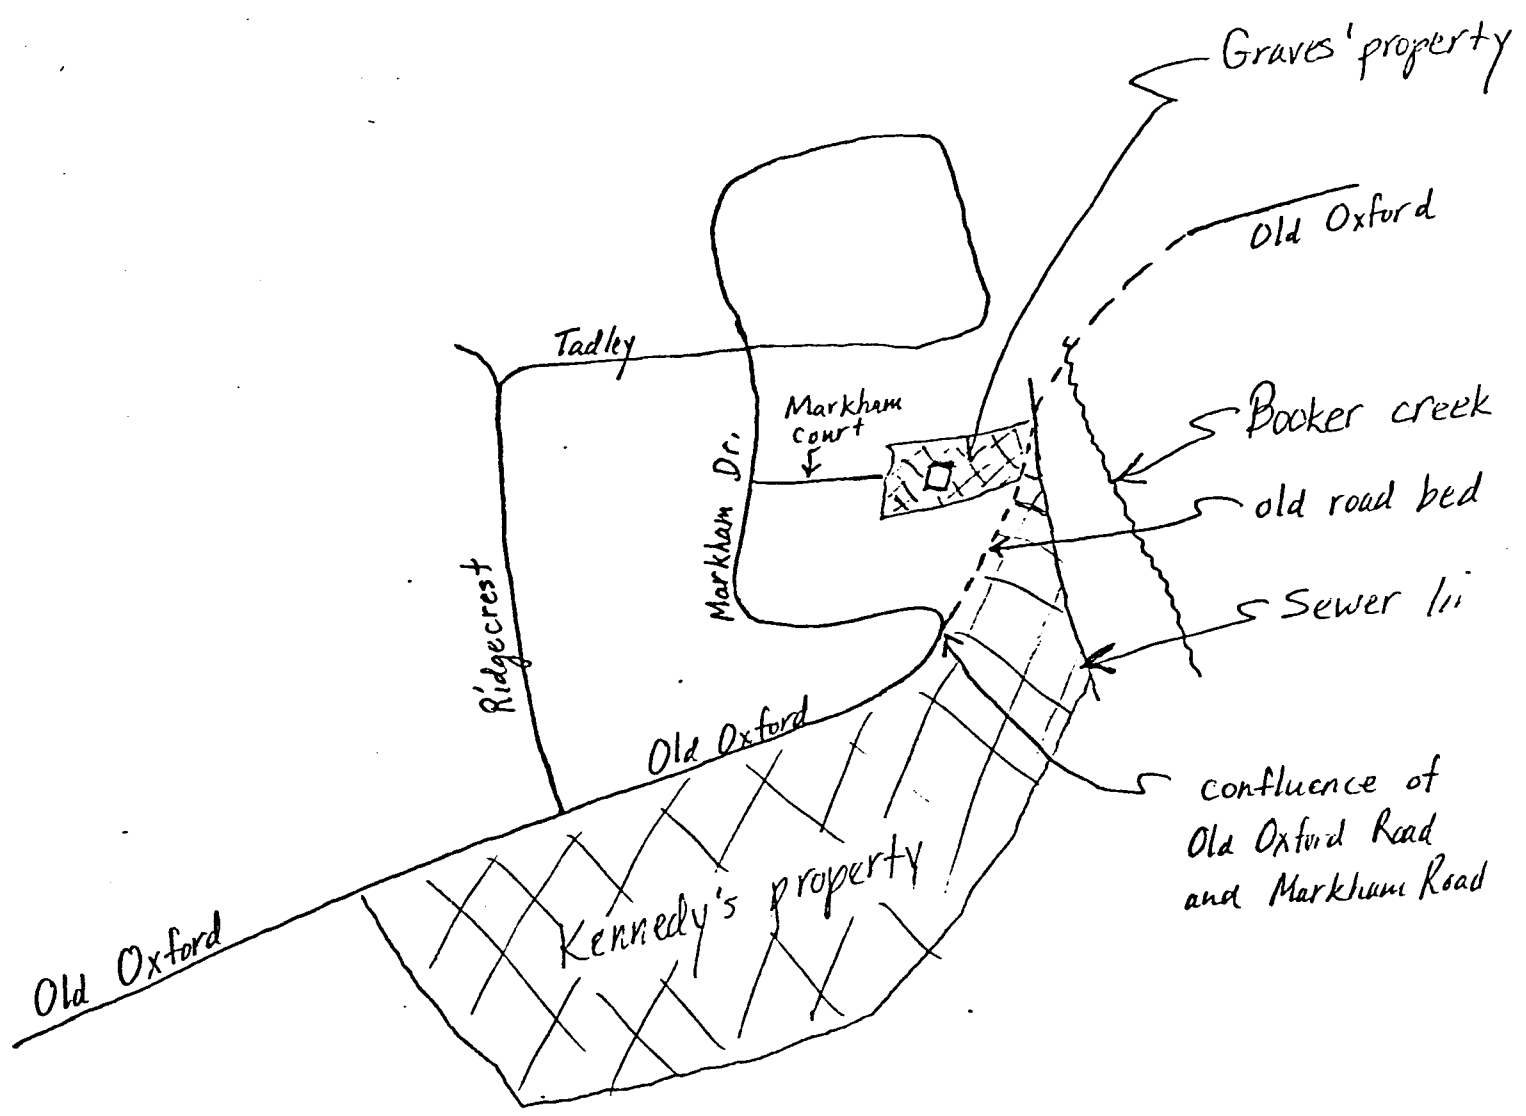 Graves' property
Old Oxford
Tadley
Markham
court
Booker creek
Markham Dr.
old road bed
Ridgecrest
Sewer
Old Oxford
confluence of
Old Oxford Road
and Markham Road
Kennedy's property
Old Oxford